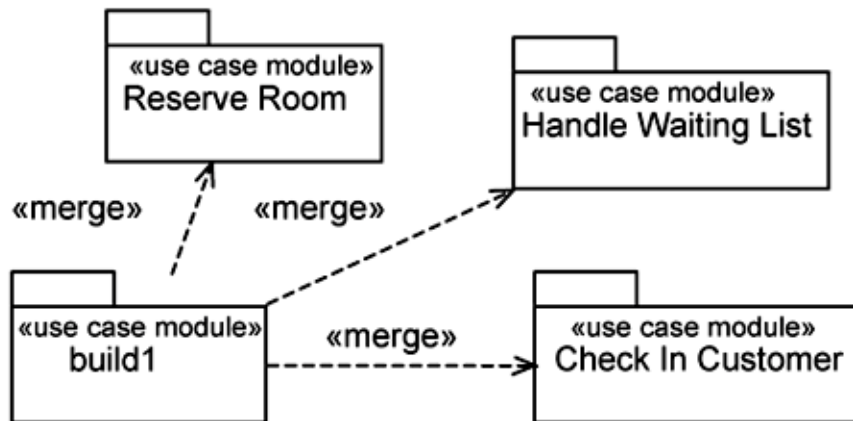 «use case module»
Reserve Room
«use case module»
Handle Waiting List
«merge»
«merge»
«use case module»
build1
«merge»
«use case module»
Check In Customer